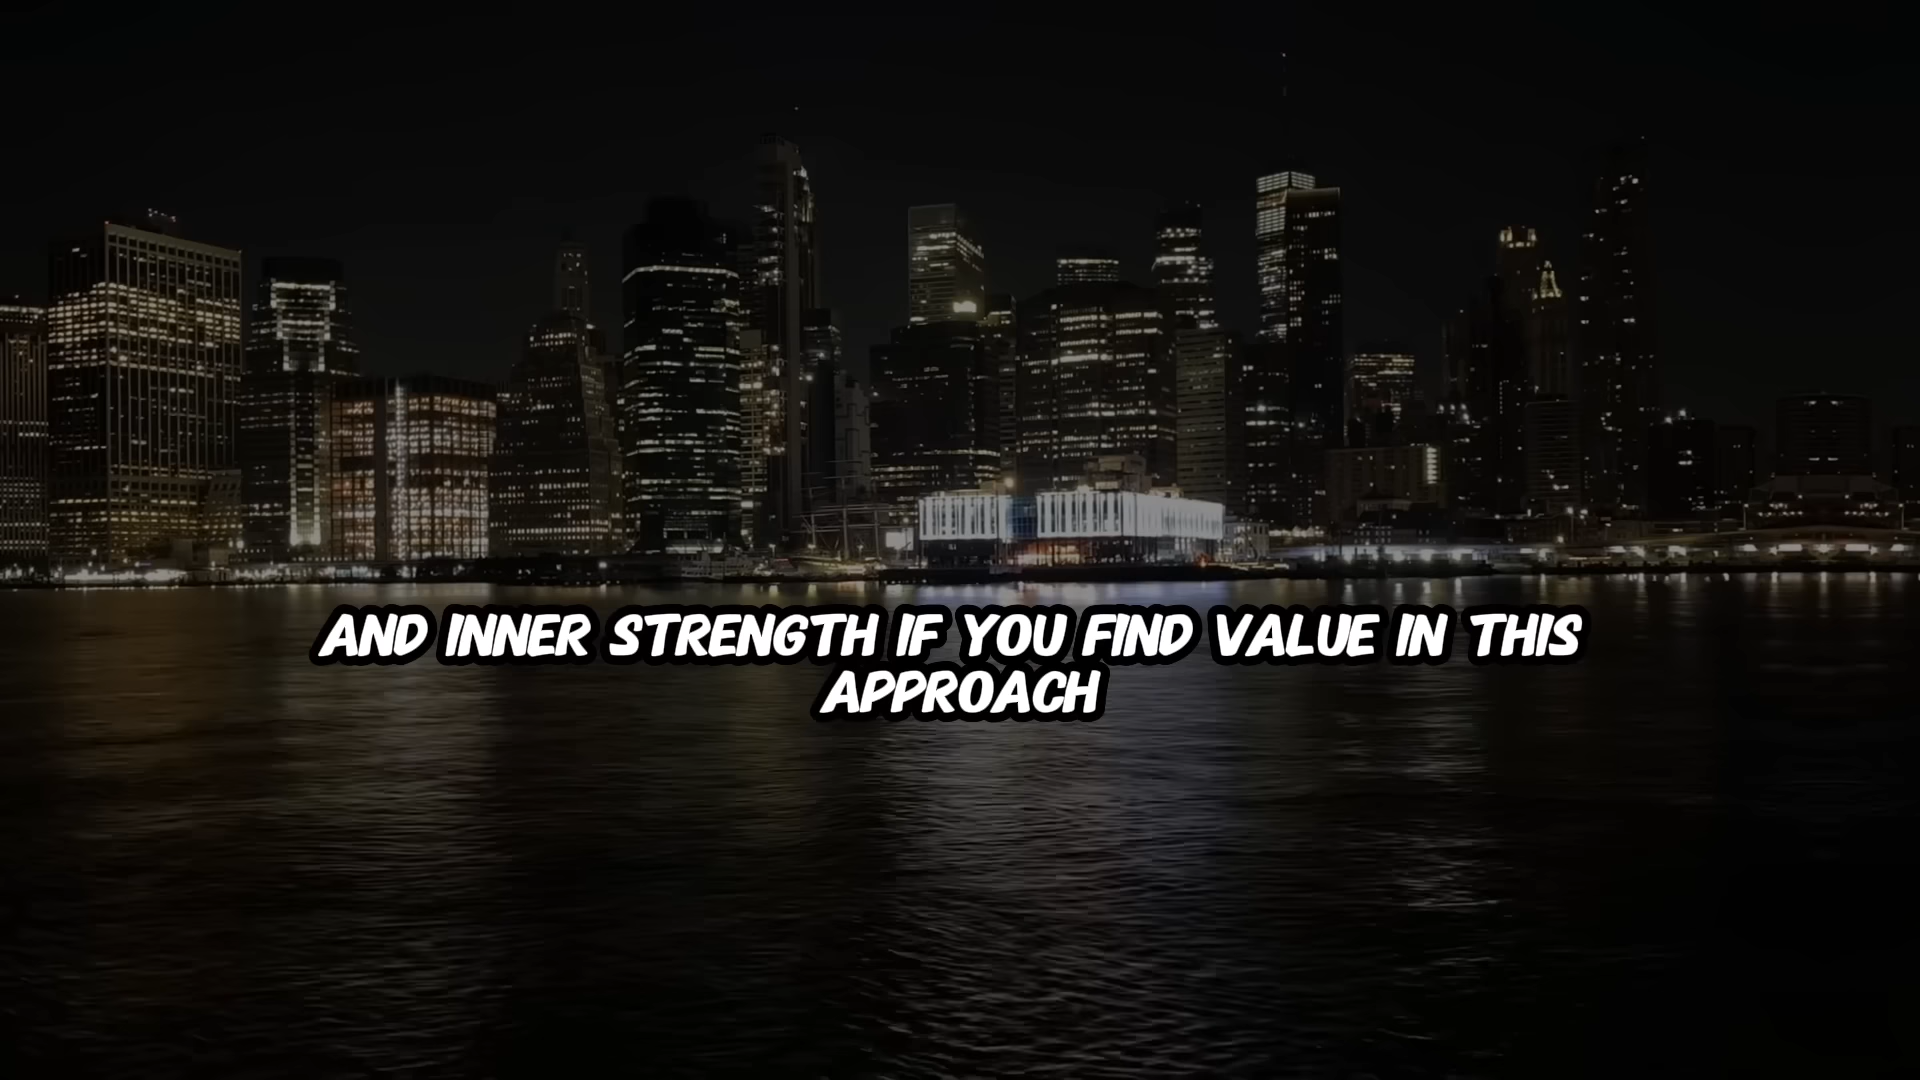 AND INNER STRENGTH IF YOU FIND VALUE IN THIS
APPROACH